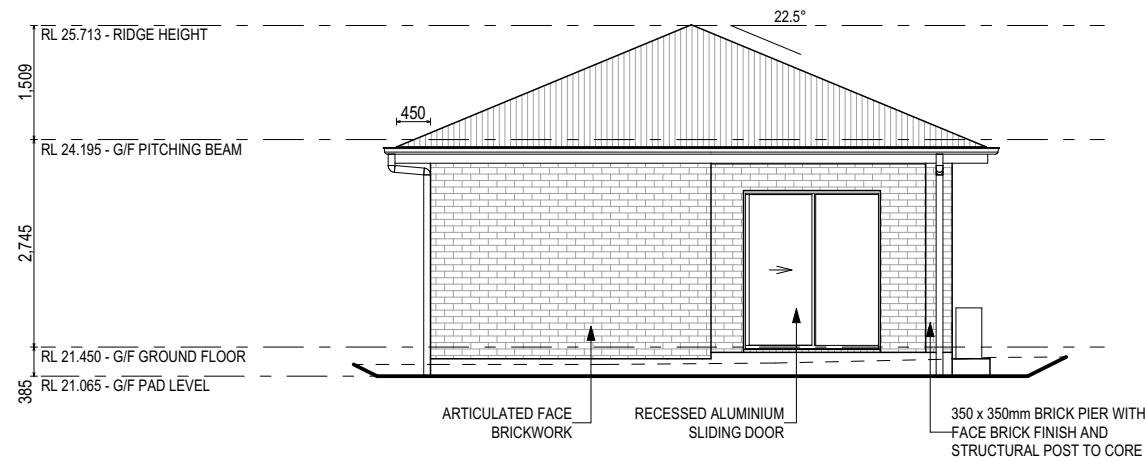 RL 25.713 - RIDGE HEIGHT
22.5°
1,509
450
RL 24.195 - G/F PITCHING BEAM
2,745
RL 21.450 - G/F GROUND FLOOR
385
RL 21.065 - G/F PAD LEVEL
ARTICULATED FACE
BRICKWORK
RECESSED ALUMINIUM
SLIDING DOOR
350 x 350mm BRICK PIER WITH
FACE BRICK FINISH AND
STRUCTURAL POST TO CORE